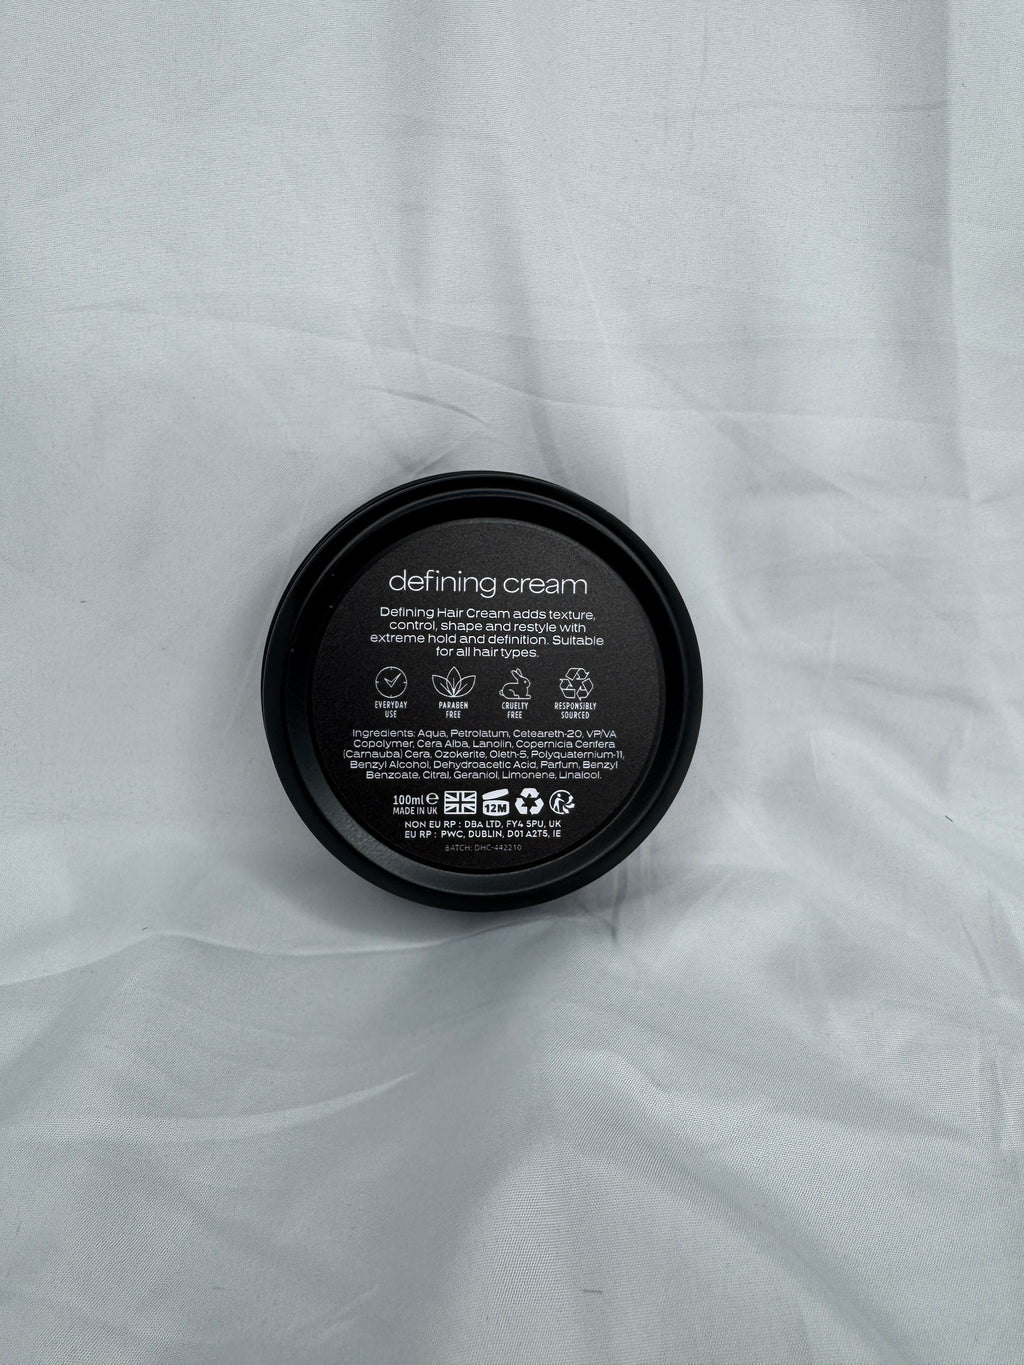 defining cream
Defining Hair Cream adds texture,
control, shape and restyle with
extreme hold and definition. Suitable
for all hair types.
EVERYDAY USE
PARABEN FREE
CRUELTY FREE
RESPONSIBLY SOURCED
Ingredients: Aqua, Petrolatum, Ceteareth-20, VP/VA
Copolymer, Cera Alba, Lanolin, Copernicia Cerifera
(Carnauba) Cera, Ozokerite, Oleth-5, Polyquaternium-11,
Benzyl Alcohol, Dehydroacetic Acid, Parfum, Benzyl
Benzoate, Citral, Geraniol, Limonene, Linalool.
100ml e 12M
MADE IN UK
NON EU RP : DBA LTD, FY4 5PU, UK
EU RP : PWC, DUBLIN, D01 A2T5, IE
BATCH: DHC-442210